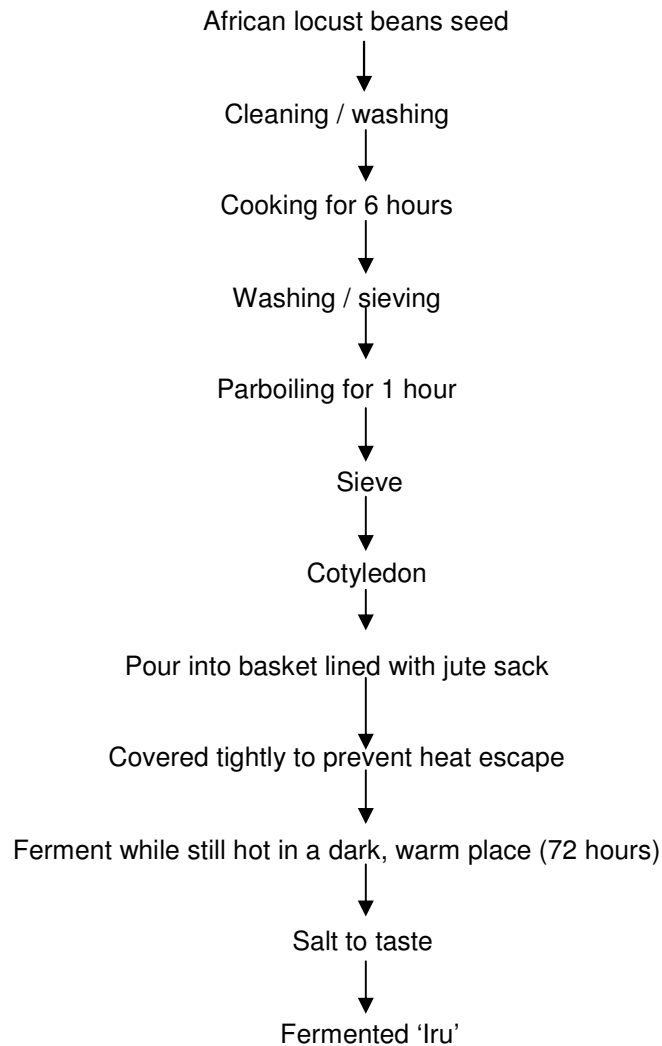 African locust beans seed
Cleaning / washing
Cooking for 6 hours
Washing / sieving
Parboiling for 1 hour
Sieve
Cotyledon
Pour into basket lined with jute sack
Covered tightly to prevent heat escape
Ferment while still hot in a dark, warm place (72 hours)
Salt to taste
Fermented ‘Iru’